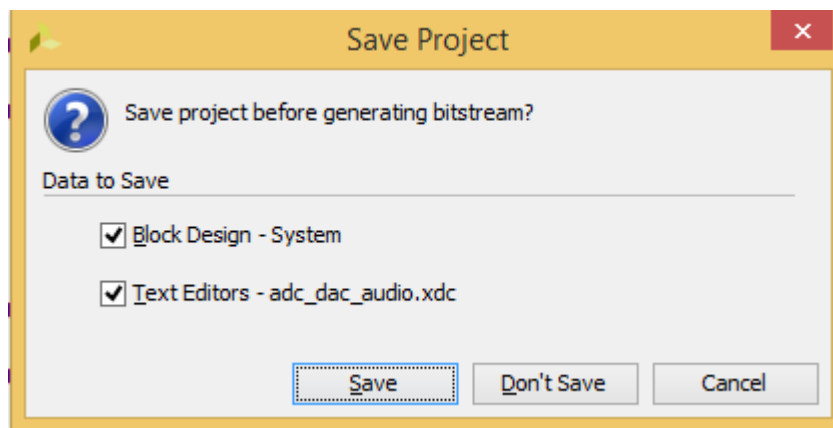 Save Project
Save project before generating bitstream?
Data to Save
Block Design - System
Text Editors - adc_dac_audio.xdc
Save
Don't Save
Cancel